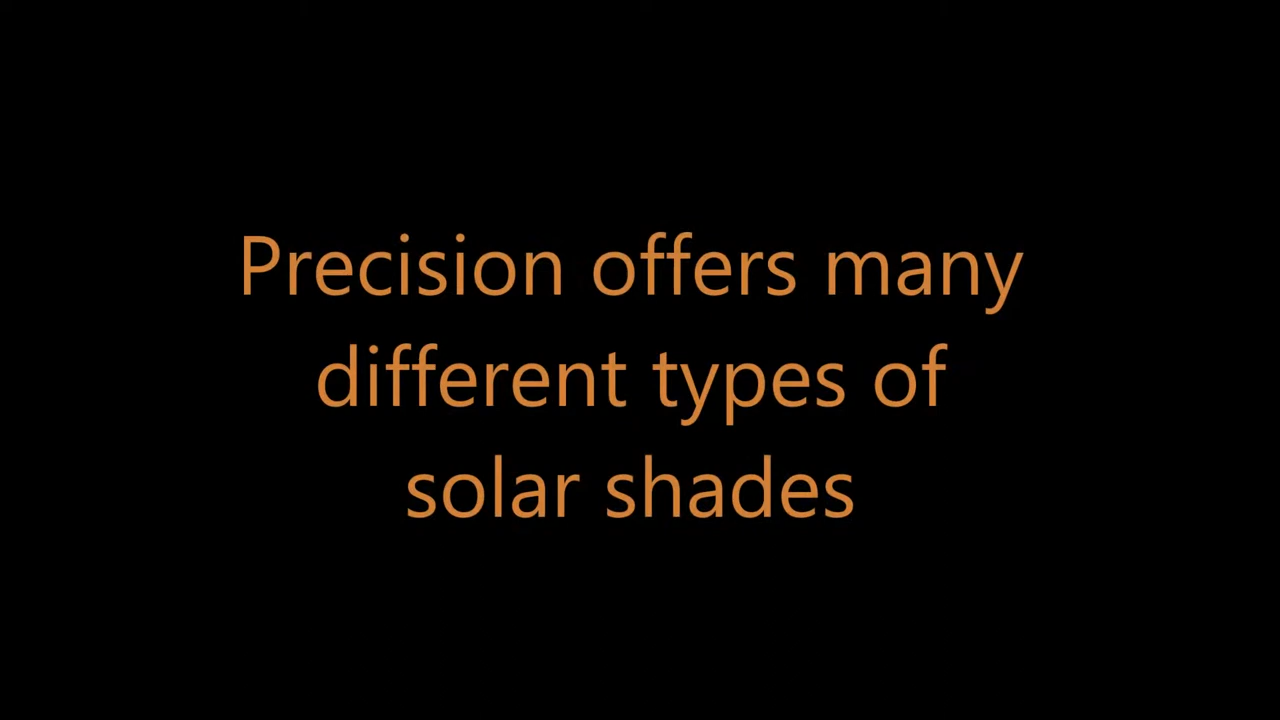 Precision offers many
different types of
solar shades